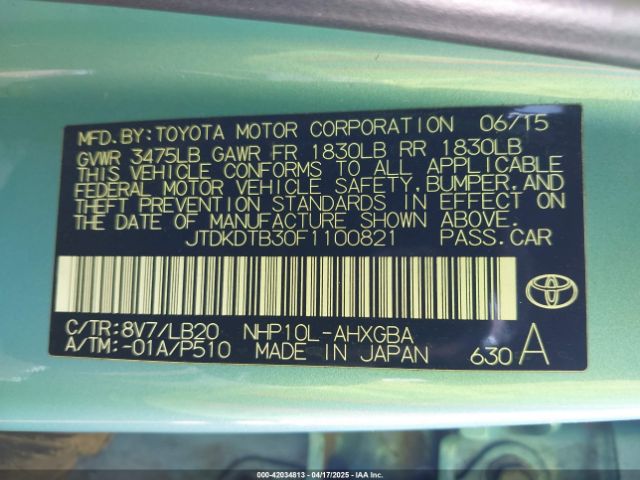 MFD.BY:TOYOTA MOTOR CORPORATION 06/15
GVWR 3475LB GAWR FR 1830LB RR 1830LB
THIS VEHICLE CONFORMS TO ALL APPLICABLE
FEDERAL MOTOR VEHICLE SAFETY,BUMPER,AND
THEFT PREVENTION STANDARDS IN EFFECT ON
THE DATE OF MANUFACTURE SHOWN ABOVE.
JTDKDTB30F1100821 PASS.CAR
C/TR:8V7/LB20 NHP10L-AHXGBA
A/TM:-01A/P510 MADE IN JAPAN 630 A
TOYOTA
000-42034813 - 04/17/2025 - IAA Inc.